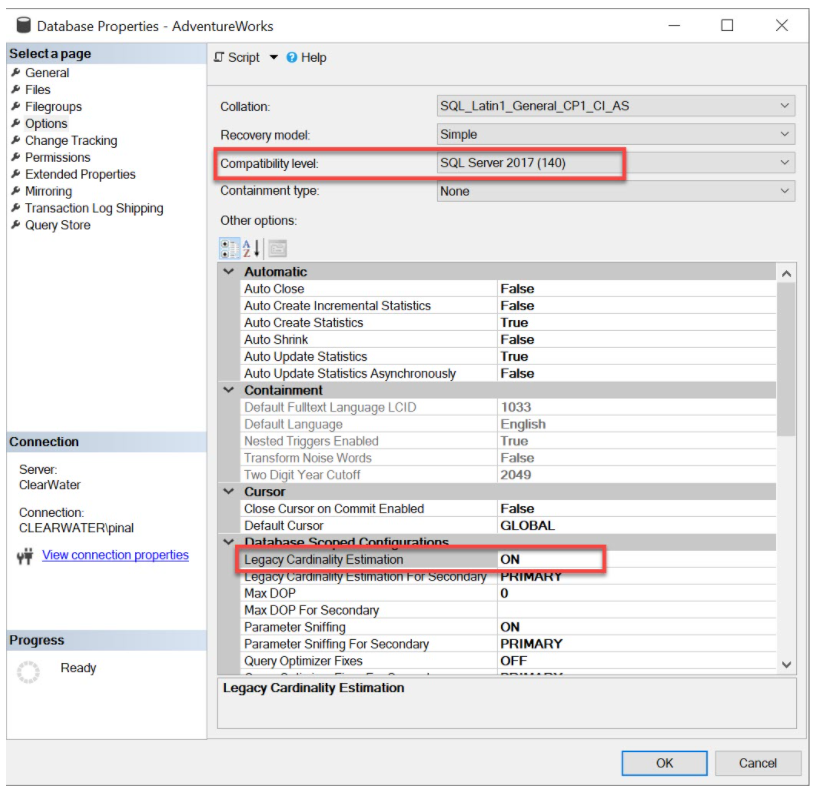 Database Properties - AdventureWorks
Select a page
General
Files
Filegroups
Options
Change Tracking
Permissions
Extended Properties
Mirroring
Transaction Log Shipping
Query Store
Connection
Server:
ClearWater
Connection:
CLEARWATER\pinal
View connection properties
Progress
Ready
Script Help
Collation: SQL_Latin1_General_CP1_CI_AS
Recovery model: Simple
Compatibility level: SQL Server 2017 (140)
Containment type: None
Other options:
Automatic
Auto Close False
Auto Create Incremental Statistics False
Auto Create Statistics True
Auto Shrink False
Auto Update Statistics True
Auto Update Statistics Asynchronously False
Containment
Default Fulltext Language LCID 1033
Default Language English
Nested Triggers Enabled True
Transform Noise Words False
Two Digit Year Cutoff 2049
Cursor
Close Cursor on Commit Enabled False
Default Cursor GLOBAL
Database Scoped Configurations
Legacy Cardinality Estimation ON
Legacy Cardinality Estimation For Secondary PRIMARY
Max DOP 0
Max DOP For Secondary
Parameter Sniffing ON
Parameter Sniffing For Secondary PRIMARY
Query Optimizer Fixes OFF
Legacy Cardinality Estimation
OK Cancel